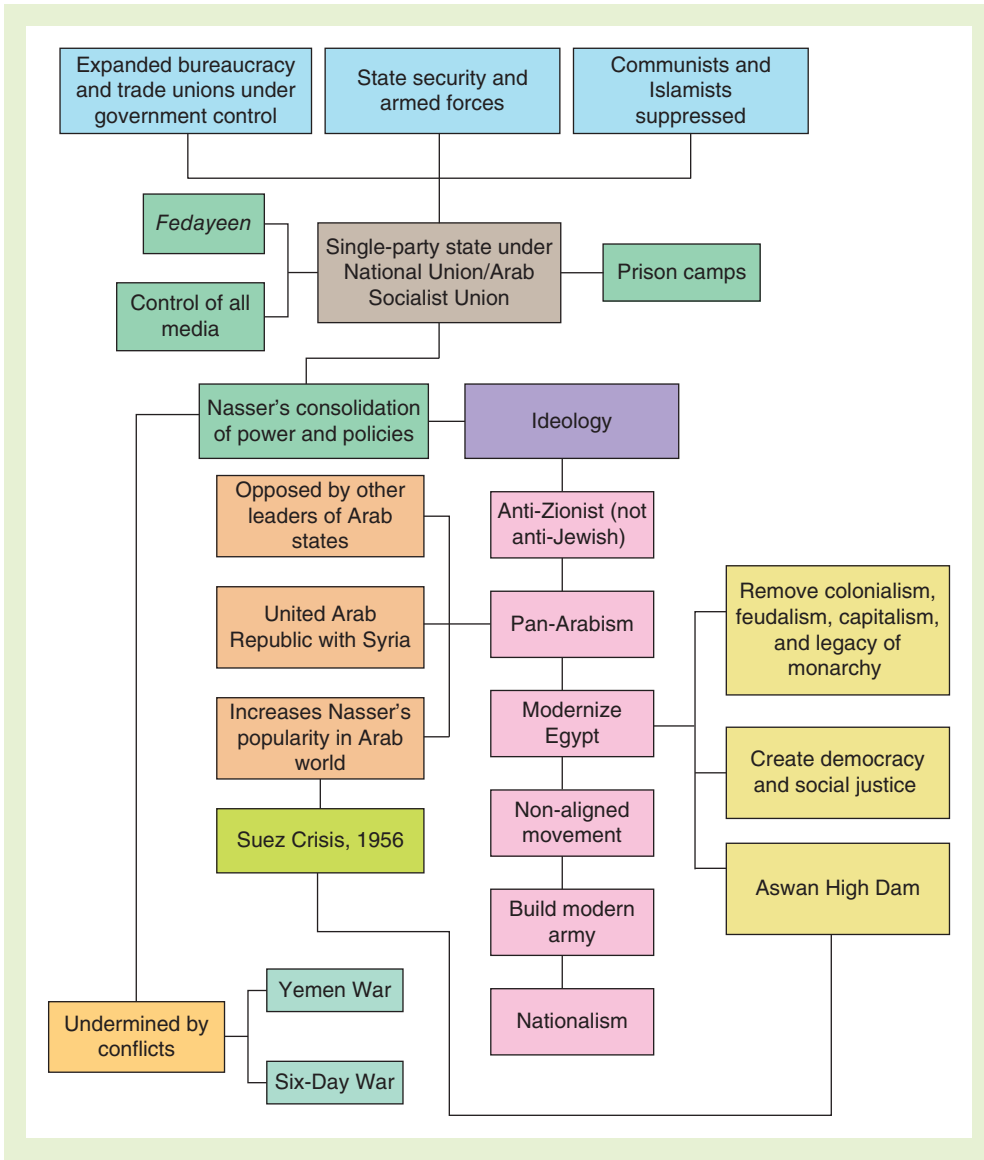 Expanded bureaucracy
and trade unions under
government control
State security and
armed forces
Communists and
Islamists
suppressed
Fedayeen
Control of all
media
Single-party state under
National Union/Arab
Socialist Union
Prison camps
Nasser’s consolidation
of power and policies
Ideology
Opposed by other
leaders of Arab
states
United Arab
Republic with Syria
Increases Nasser’s
popularity in Arab
world
Suez Crisis, 1956
Anti-Zionist (not
anti-Jewish)
Pan-Arabism
Modernize
Egypt
Non-aligned
movement
Build modern
army
Nationalism
Remove colonialism,
feudalism, capitalism,
and legacy of
monarchy
Create democracy
and social justice
Aswan High Dam
Undermined by
conflicts
Yemen War
Six-Day War